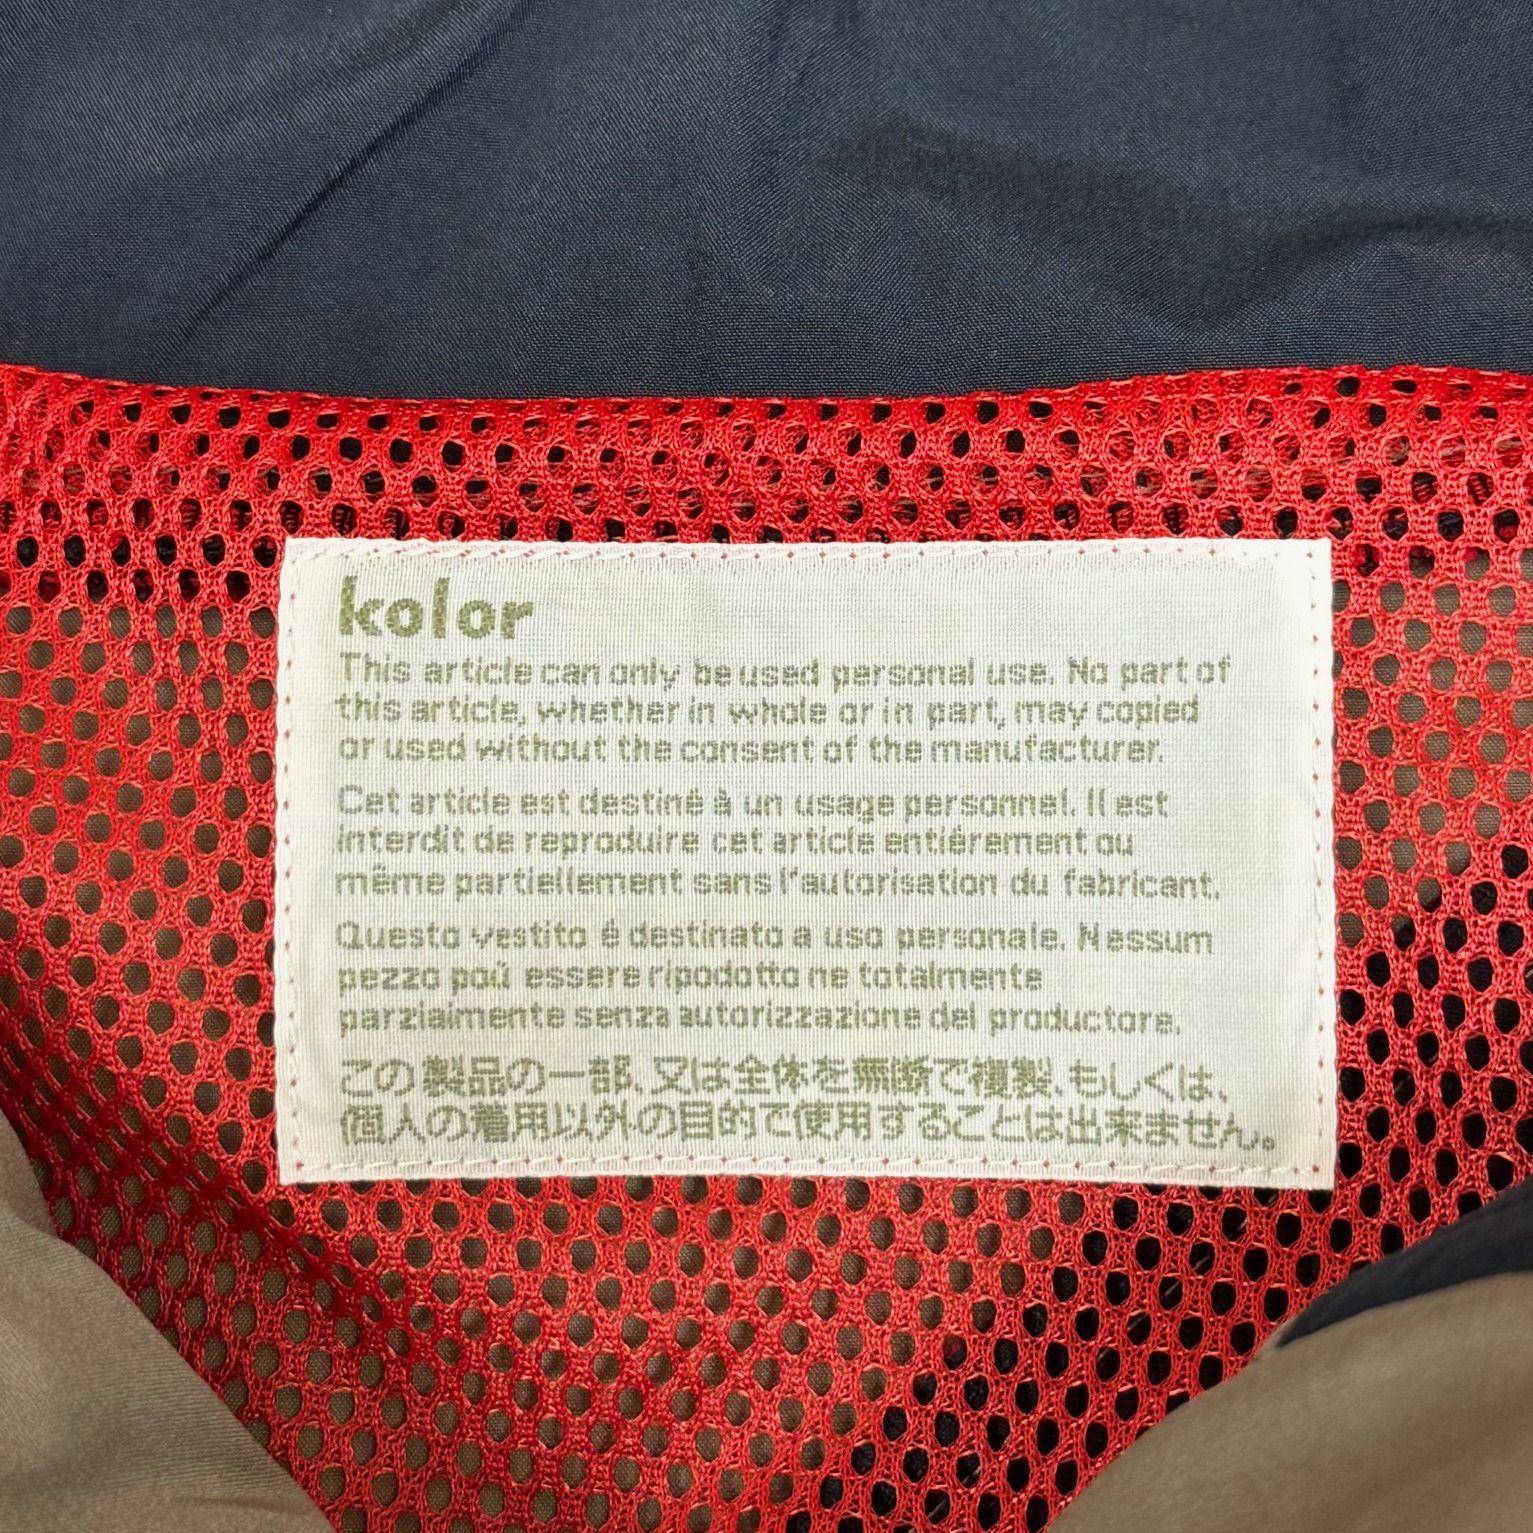 kolor
This article can only be used personal use. No part of
this article, whether in whole or in part, may copied
or used without the consent of the manufacturer.
Cet article est destiné à un usage personnel. Il est
interdit de reproduire cet article entiérement ou
même partiellement sans l'autorisation du fabricant.
Questo vestito é destinato a uso personale. Nessum
pezzo poú essere ripodotto ne totalmente
parzialmente senza autorizzazione del productore.
この製品の一部、又は全体を無断で複製、もしくは、
個人の着用以外の目的で使用することは出来ません。